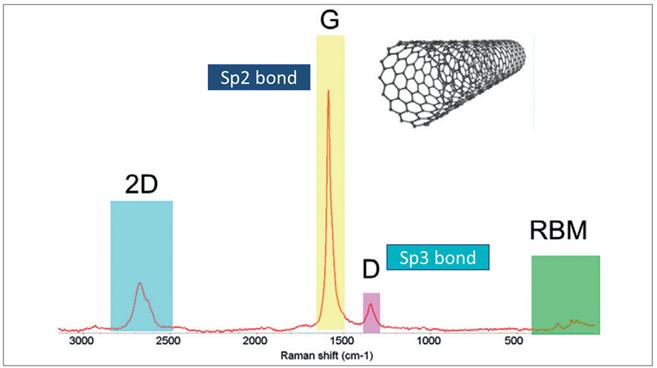 G
Sp2 bond
2D
RBM
D
Sp3 bond
3000 2500 2000 1500 1000 500
Raman shift (cm-1)